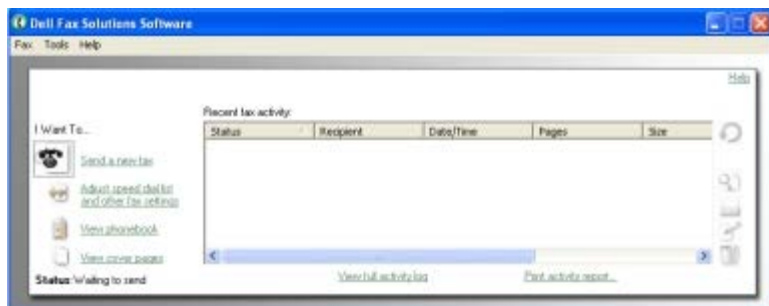 Dell Fax Solutions Software
Fax Tools Help
Help
Recent fax activity:
I Want To...
Status Recipient Date/Time Pages Size
Send a new fax
Adjust speed dial list
and other fax settings
View phonebook
View cover pages
Status: Waiting to send
View full activity log
Print activity report...